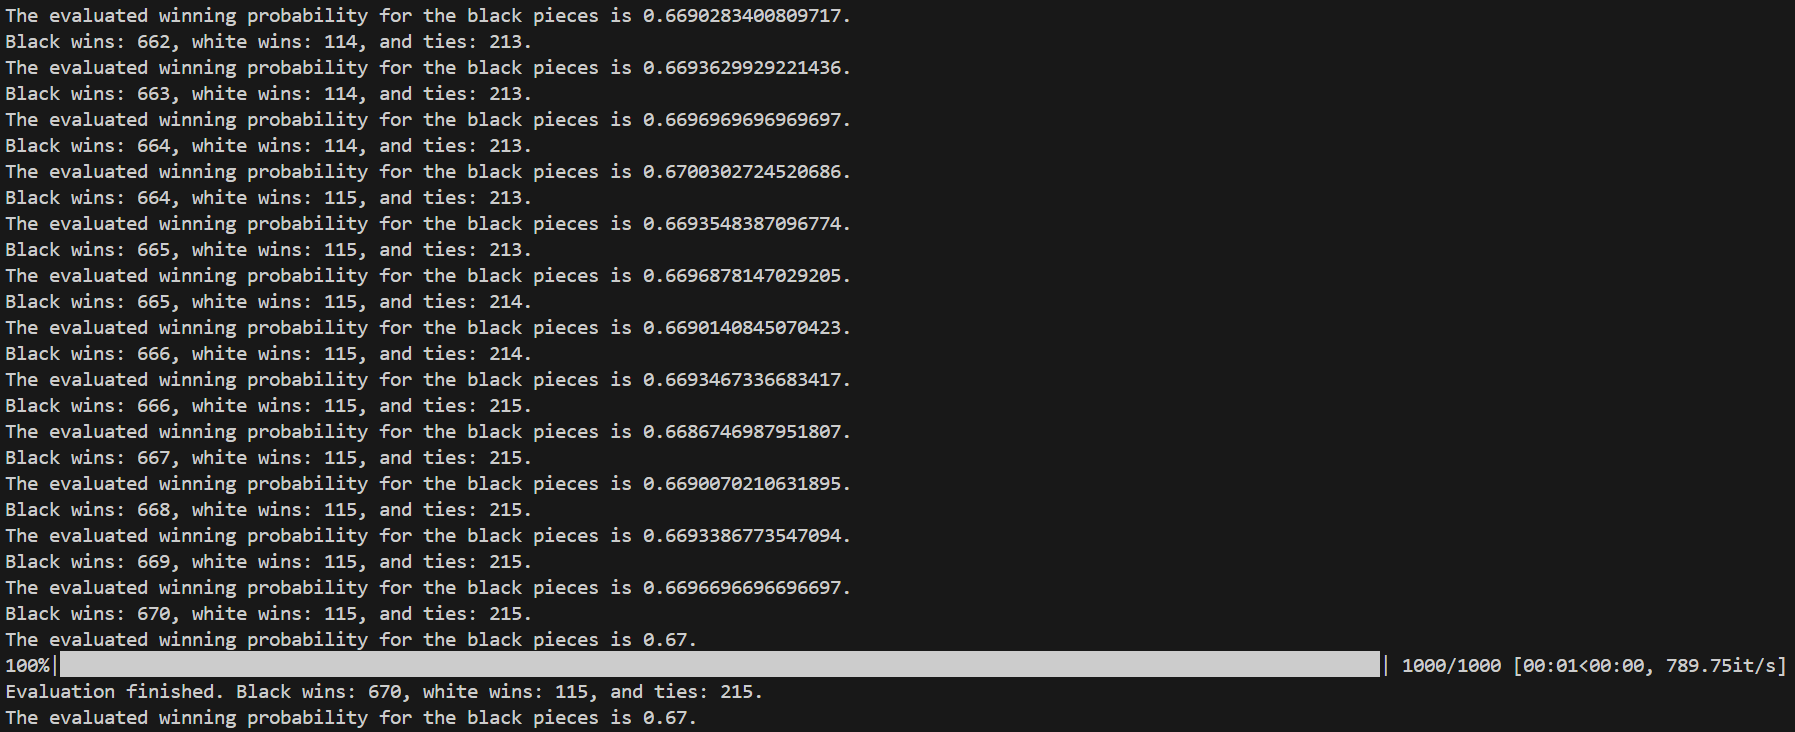 The evaluated winning probability for the black pieces is 0.6690283400809717.
Black wins: 662, white wins: 114, and ties: 213.
The evaluated winning probability for the black pieces is 0.6693629929221436.
Black wins: 663, white wins: 114, and ties: 213.
The evaluated winning probability for the black pieces is 0.6696969696969697.
Black wins: 664, white wins: 114, and ties: 213.
The evaluated winning probability for the black pieces is 0.6700302724520686.
Black wins: 664, white wins: 115, and ties: 213.
The evaluated winning probability for the black pieces is 0.6693548387096774.
Black wins: 665, white wins: 115, and ties: 213.
The evaluated winning probability for the black pieces is 0.6696878147029205.
Black wins: 665, white wins: 115, and ties: 214.
The evaluated winning probability for the black pieces is 0.6690140845070423.
Black wins: 666, white wins: 115, and ties: 214.
The evaluated winning probability for the black pieces is 0.6693467336683417.
Black wins: 666, white wins: 115, and ties: 215.
The evaluated winning probability for the black pieces is 0.6686746987951807.
Black wins: 667, white wins: 115, and ties: 215.
The evaluated winning probability for the black pieces is 0.6690070210631895.
Black wins: 668, white wins: 115, and ties: 215.
The evaluated winning probability for the black pieces is 0.6693386773547094.
Black wins: 669, white wins: 115, and ties: 215.
The evaluated winning probability for the black pieces is 0.6696696696696697.
Black wins: 670, white wins: 115, and ties: 215.
The evaluated winning probability for the black pieces is 0.67.
100%| | 1000/1000 [00:01<00:00, 789.75it/s]
Evaluation finished. Black wins: 670, white wins: 115, and ties: 215.
The evaluated winning probability for the black pieces is 0.67.